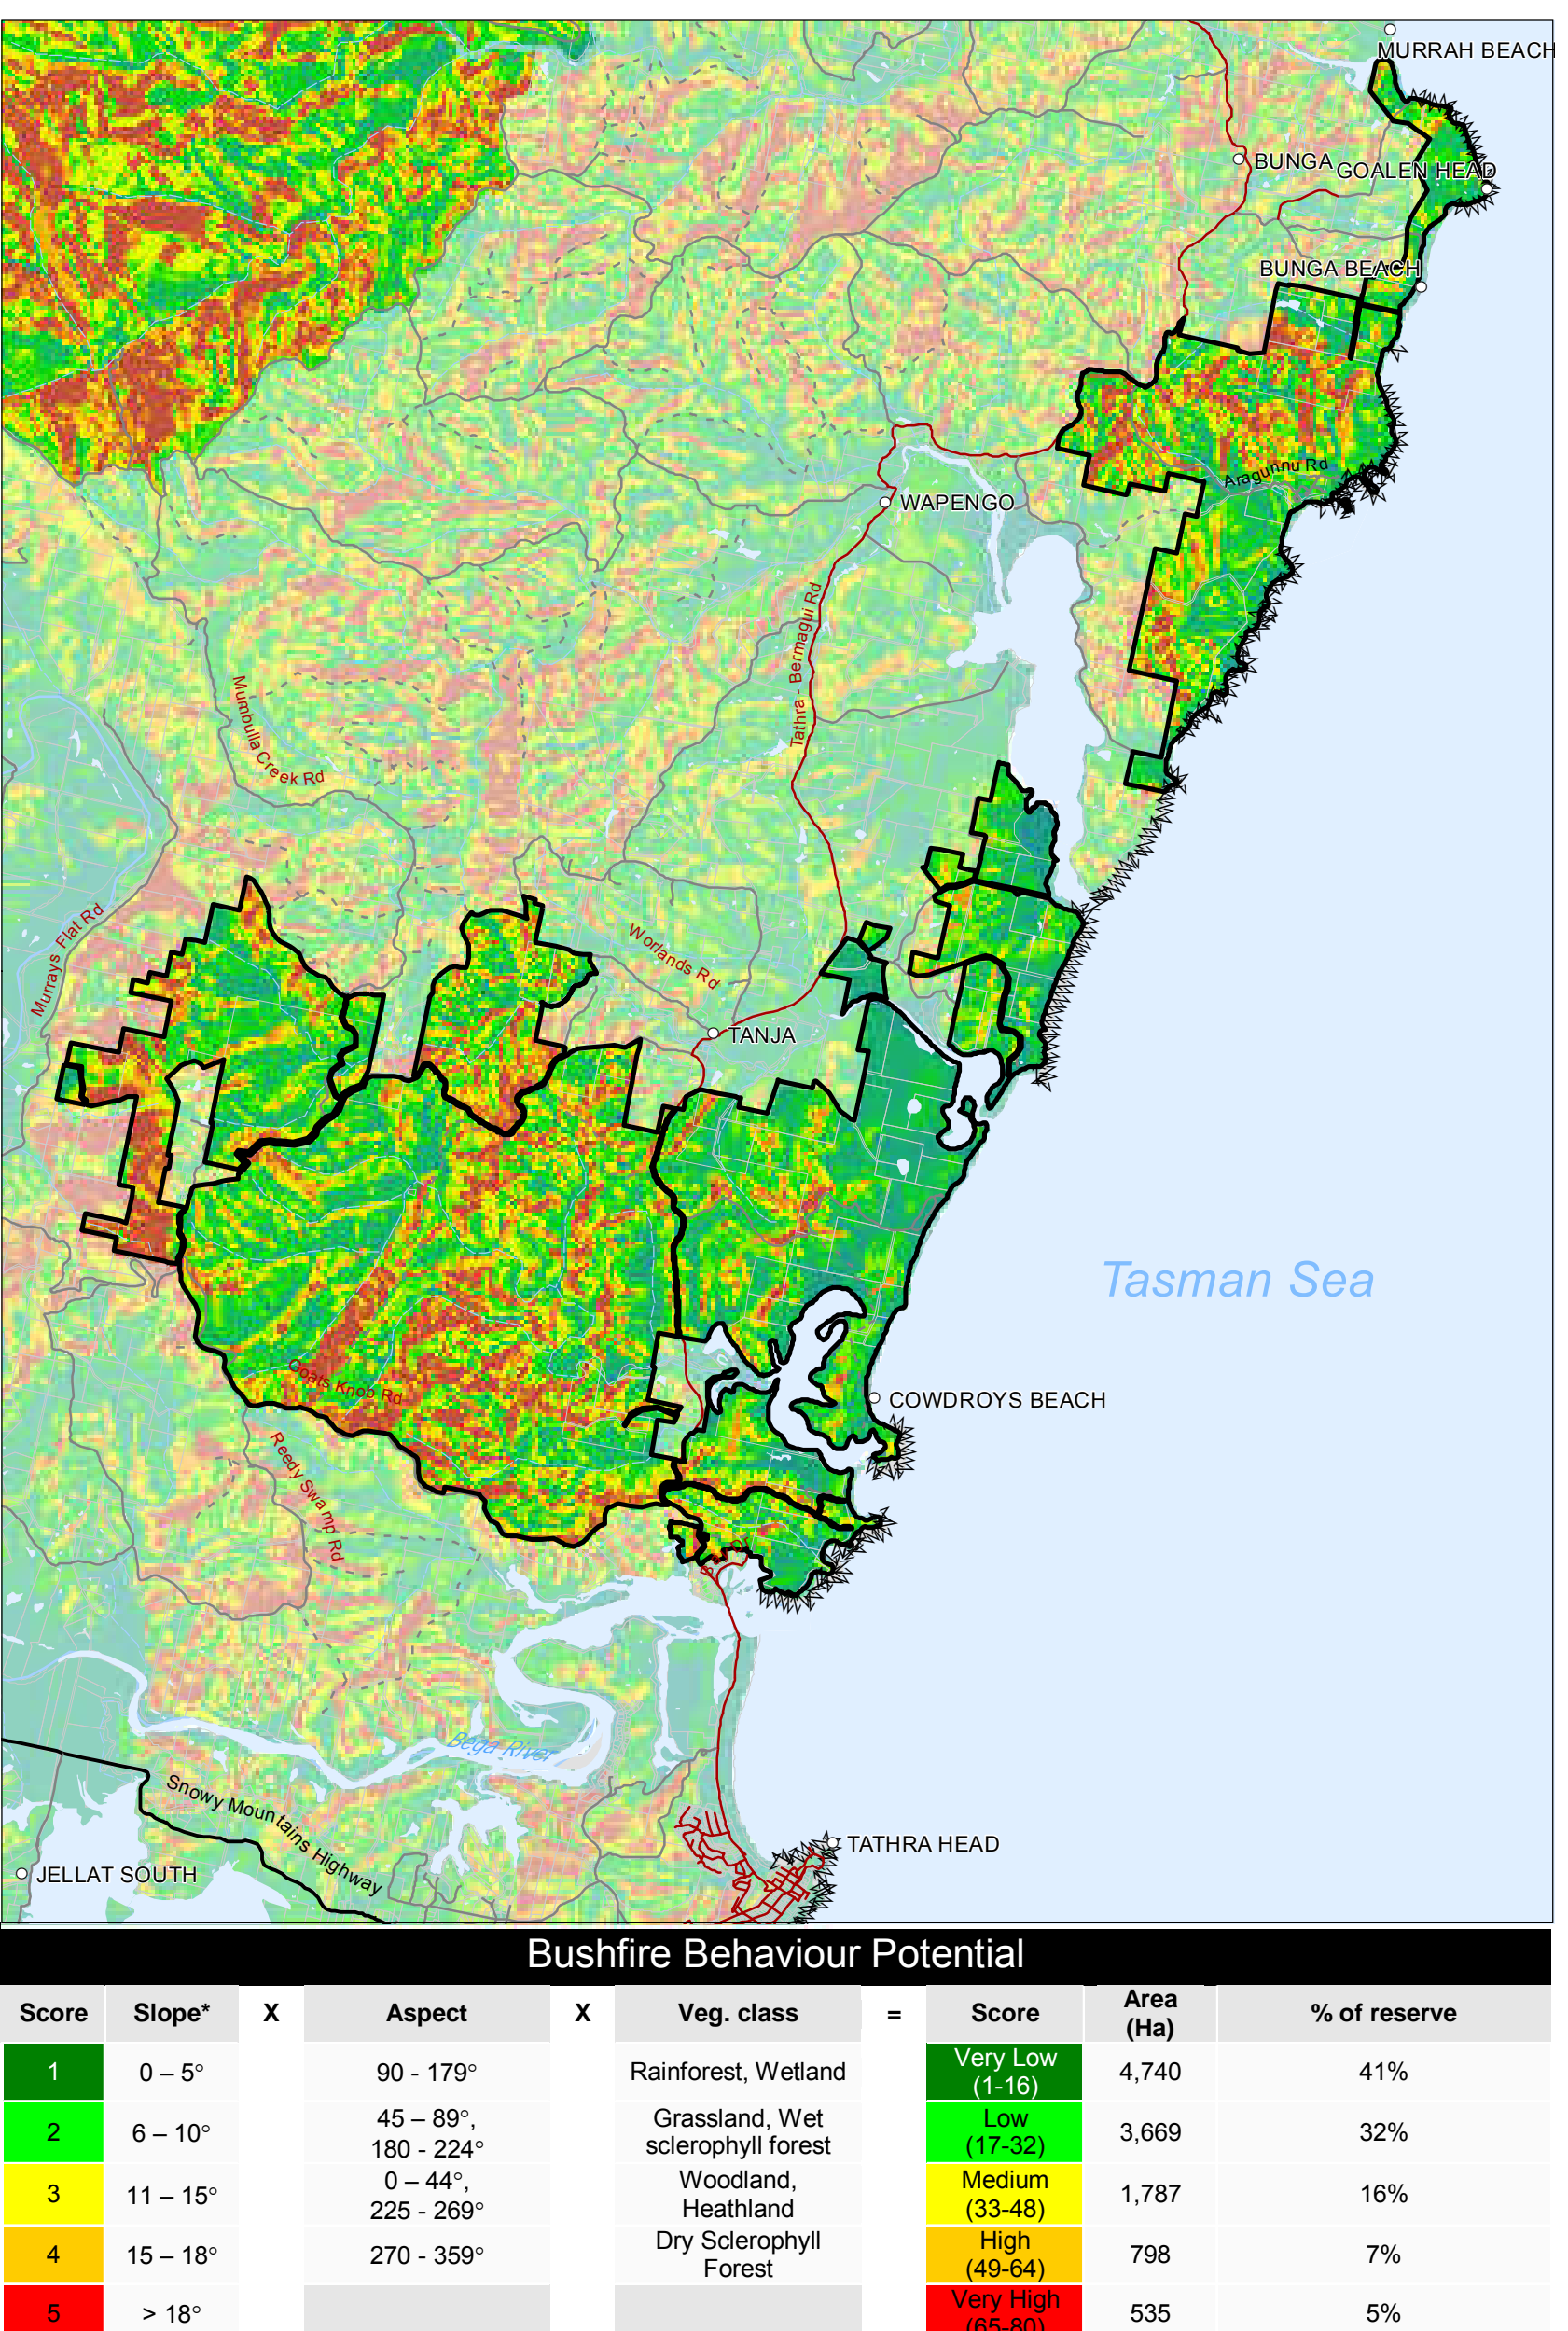 MURRAH BEACH
BUNGA
GOALEN HEAD
BUNGA BEACH
Aragunnu Rd
WAPENGO
Tathra - Bermagui Rd
Mumbulla Creek Rd
Murrays Flat Rd
Worlands Rd
TANJA
Tasman Sea
Goats Knob Rd
COWDROYS BEACH
Reedy Swamp Rd
Bega River
Snowy Mountains Highway
TATHRA HEAD
JELLAT SOUTH
Bushfire Behaviour Potential
Score Slope* X Aspect X Veg. class = Score Area (Ha) % of reserve
1 0 – 5° 90 - 179° Rainforest, Wetland Very Low (1-16) 4,740 41%
2 6 – 10° 45 – 89°, 180 - 224° Grassland, Wet sclerophyll forest Low (17-32) 3,669 32%
3 11 – 15° 0 – 44°, 225 - 269° Woodland, Heathland Medium (33-48) 1,787 16%
4 15 – 18° 270 - 359° Dry Sclerophyll Forest High (49-64) 798 7%
5 > 18° Very High (65-80) 535 5%